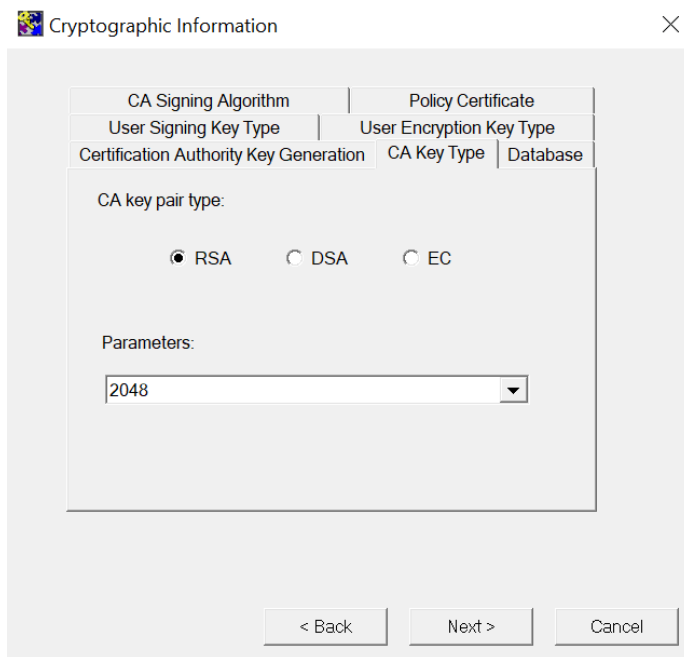 Cryptographic Information
CA Signing Algorithm Policy Certificate
User Signing Key Type User Encryption Key Type
Certification Authority Key Generation CA Key Type Database
CA key pair type:
RSA DSA EC
Parameters:
2048
< Back Next > Cancel